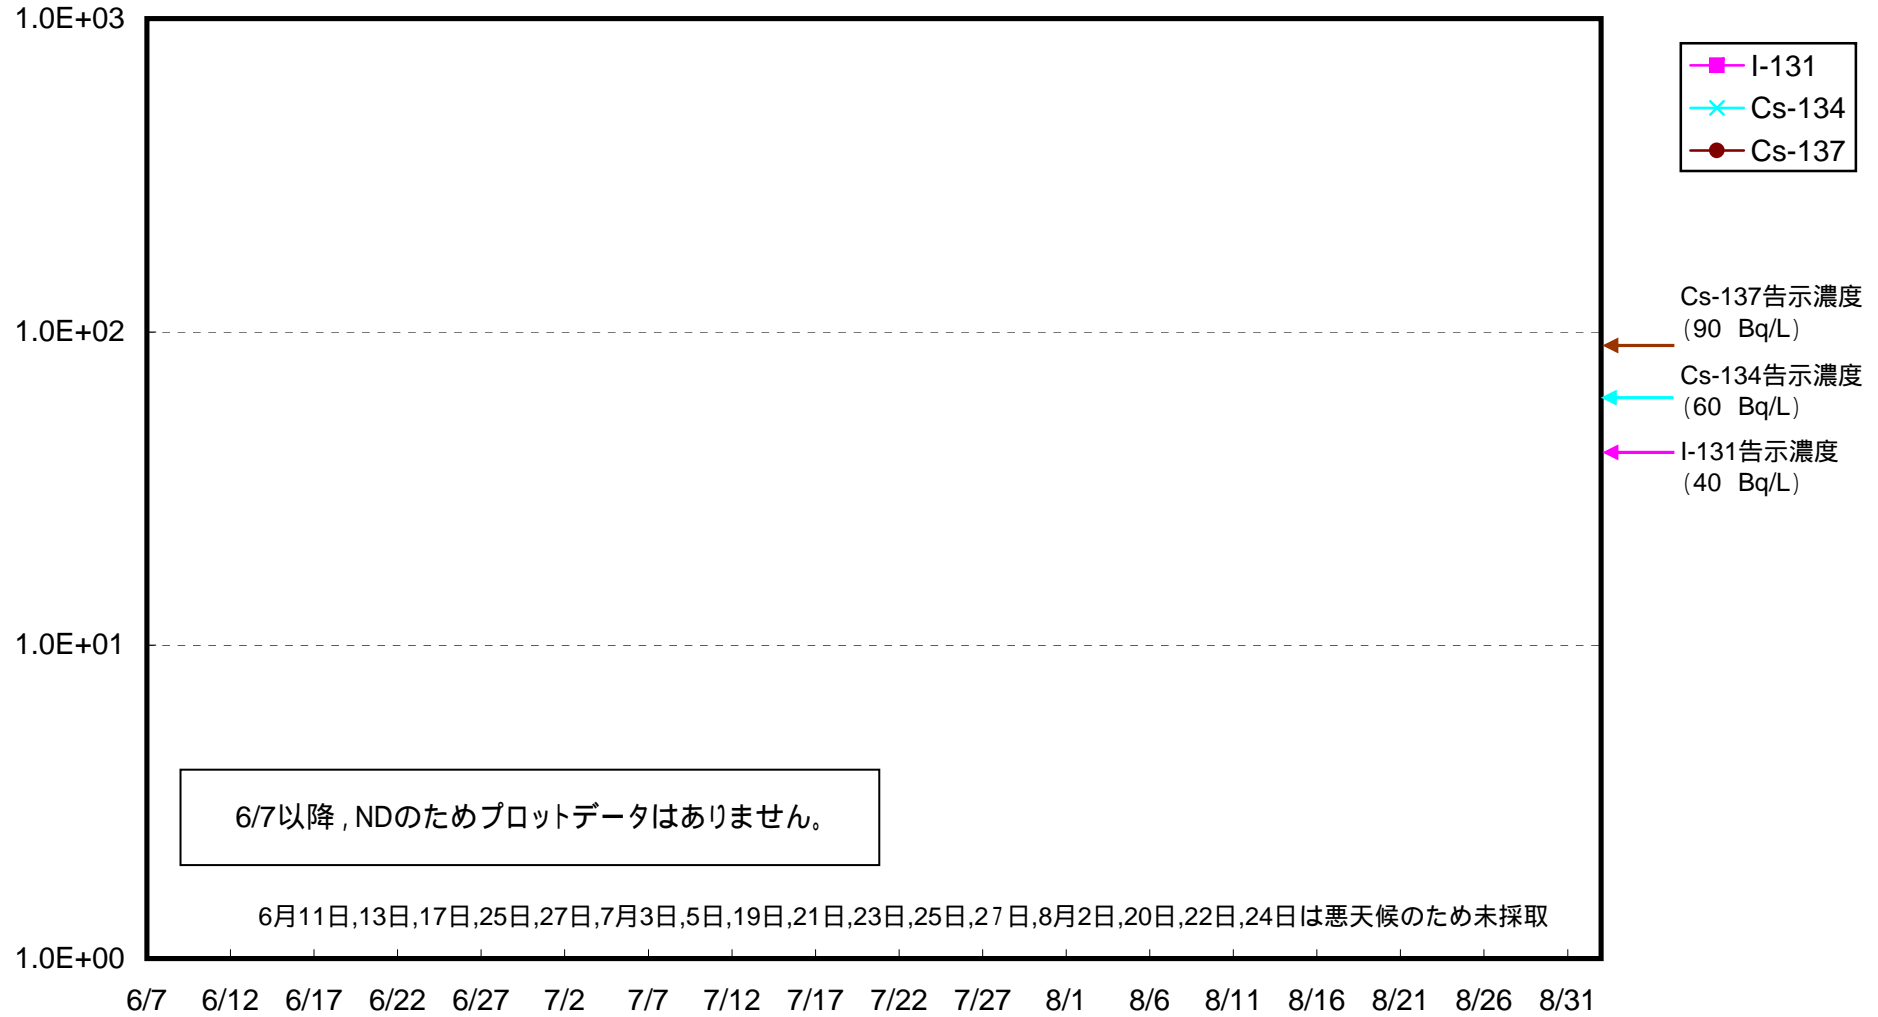 1.0E+03
1.0E+02
1.0E+01
1.0E+00
I-131
Cs-134
Cs-137
Cs-137告示濃度
(90 Bq/L)
Cs-134告示濃度
(60 Bq/L)
I-131告示濃度
(40 Bq/L)
6/7以降,NDのためプロットデータはありません。
6月11日,13日,17日,25日,27日,7月3日,5日,19日,21日,23日,25日,27日,8月2日,20日,22日,24日は悪天候のため未採取
6/7 6/12 6/17 6/22 6/27 7/2 7/7 7/12 7/17 7/22 7/27 8/1 8/6 8/11 8/16 8/21 8/26 8/31